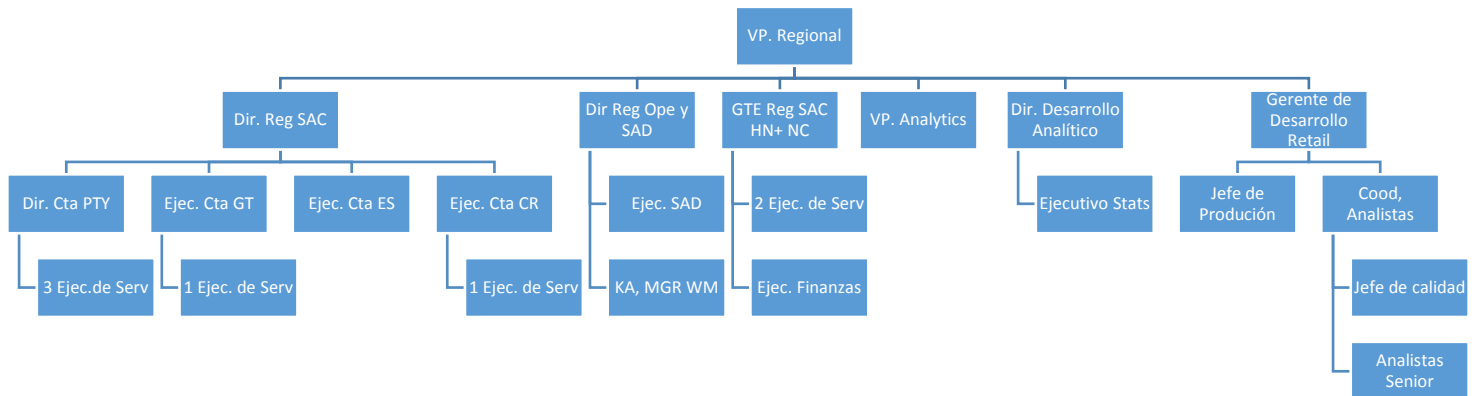 VP. Regional
Dir. Reg SAC
Dir Reg Ope y
SAD
GTE Reg SAC
HN+ NC
VP. Analytics
Dir. Desarrollo
Analítico
Gerente de
Desarrollo
Retail
Dir. Cta PTY
Ejec. Cta GT
Ejec. Cta ES
Ejec. Cta CR
Ejec. SAD
2 Ejec. de Serv
Ejecutivo Stats
Jefe de
Produción
Cood,
Analistas
3 Ejec.de Serv
1 Ejec. de Serv
1 Ejec. de Serv
KA, MGR WM
Ejec. Finanzas
Jefe de calidad
Analistas
Senior